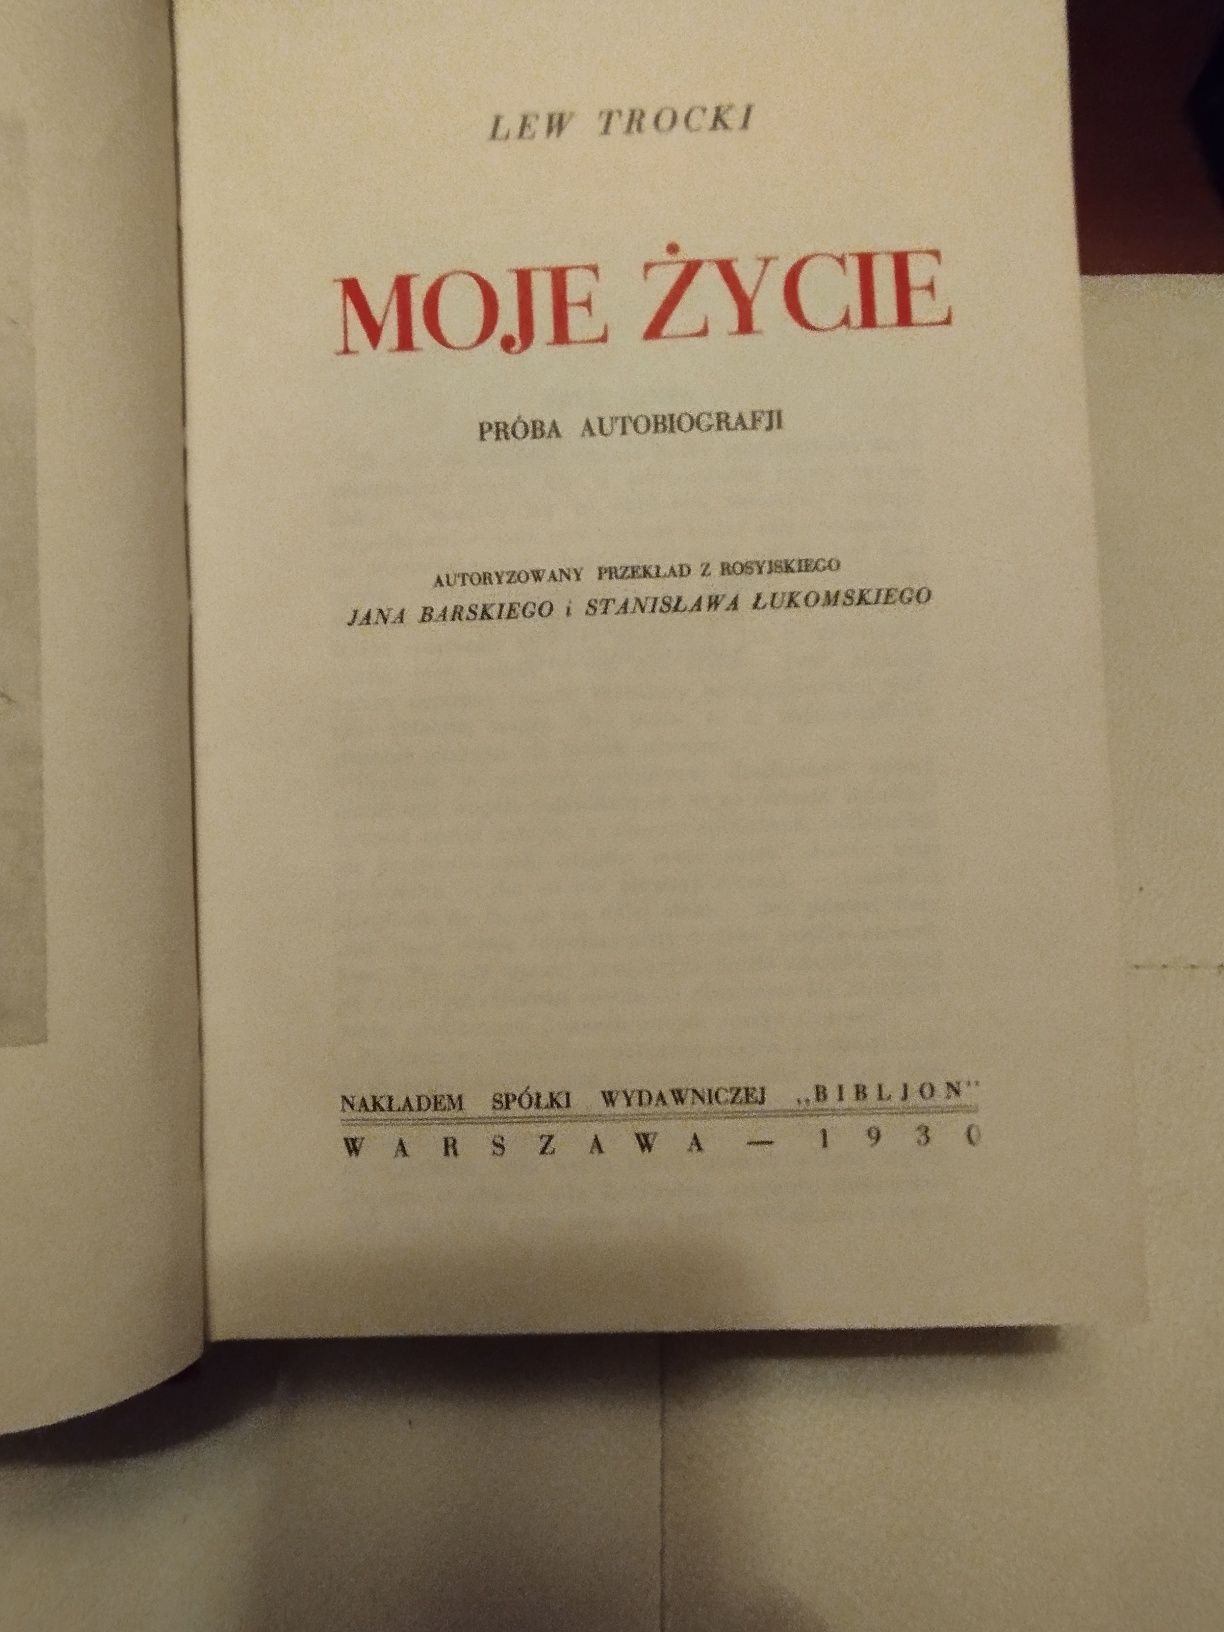 LEW TROCKI
MOJE ŻYCIE
PRÓBA AUTOBIOGRAFJI
AUTORYZOWANY PRZEKŁAD Z ROSYJSKIEGO
JANA BARSKIEGO i STANISŁAWA ŁUKOMSKIEGO
NAKŁADEM SPÓŁKI WYDAWNICZEJ „BIBLJON"
WARSZAWA — 1930